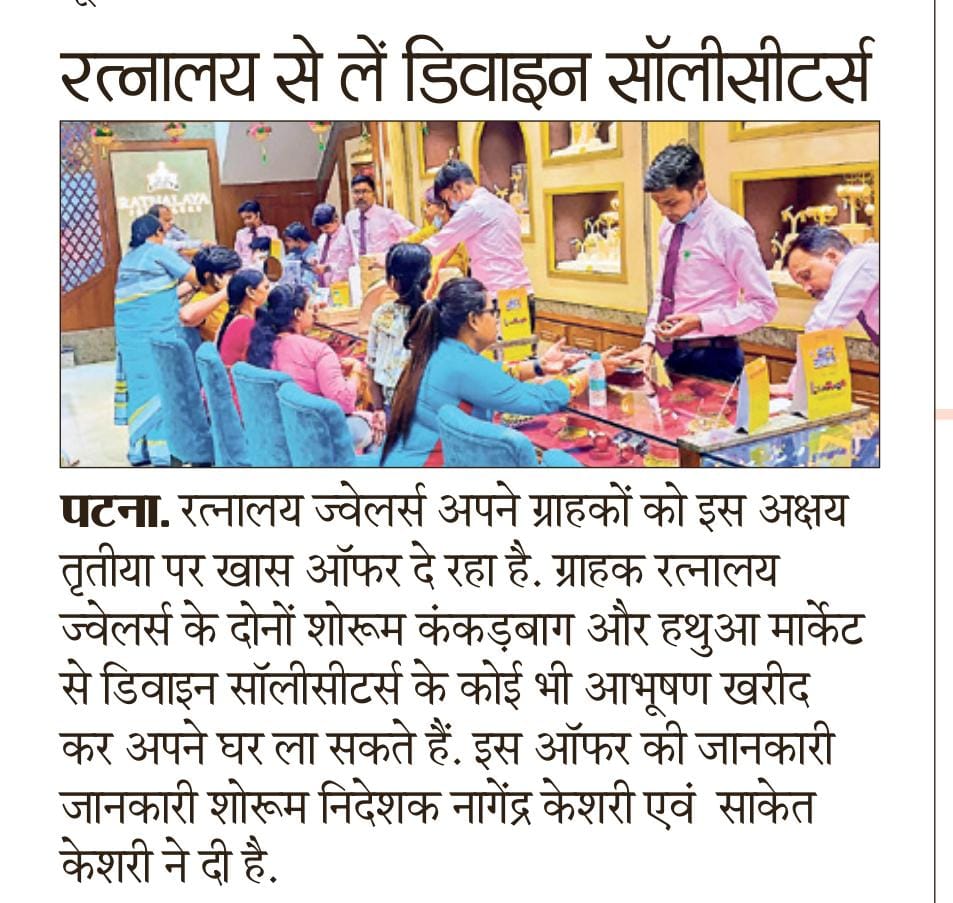 रत्नालय से लें डिवाइन सॉलीसीटर्स
RATNALAYA
JEWELLERS
पटना. रत्नालय ज्वेलर्स अपने ग्राहकों को इस अक्षय
तृतीया पर खास ऑफर दे रहा है. ग्राहक रत्नालय
ज्वेलर्स के दोनों शोरूम कंकड़बाग और हथुआ मार्केट
से डिवाइन सॉलीसीटर्स के कोई भी आभूषण खरीद
कर अपने घर ला सकते हैं. इस ऑफर की जानकारी
जानकारी शोरूम निदेशक नागेंद्र केशरी एवं साकेत
केशरी ने दी है.